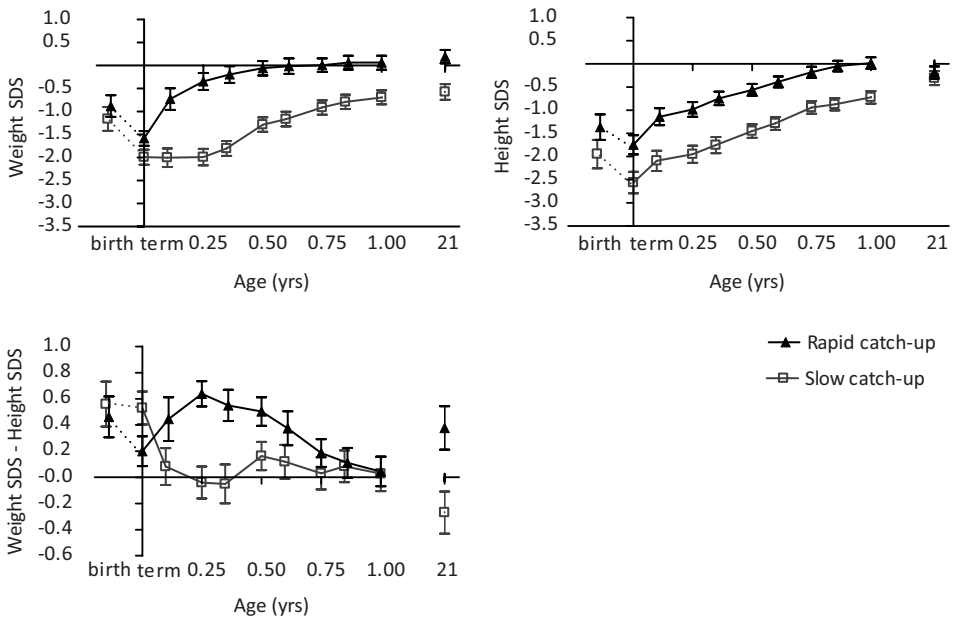 Weight SDS
1.0
0.5
-0.5
-1.0
-1.5
-2.0
-2.5
-3.0
-3.5
birth term 0.25 0.50 0.75 1.00 21
Age (yrs)
Height SDS
1.0
0.5
-0.5
-1.0
-1.5
-2.0
-2.5
-3.0
-3.5
birth term 0.25 0.50 0.75 1.00 21
Age (yrs)
Weight SDS - Height SDS
1.0
0.8
0.6
0.4
0.2
-0.0
-0.2
-0.4
-0.6
birth term 0.25 0.50 0.75 1.00 21
Age (yrs)
Rapid catch-up
Slow catch-up